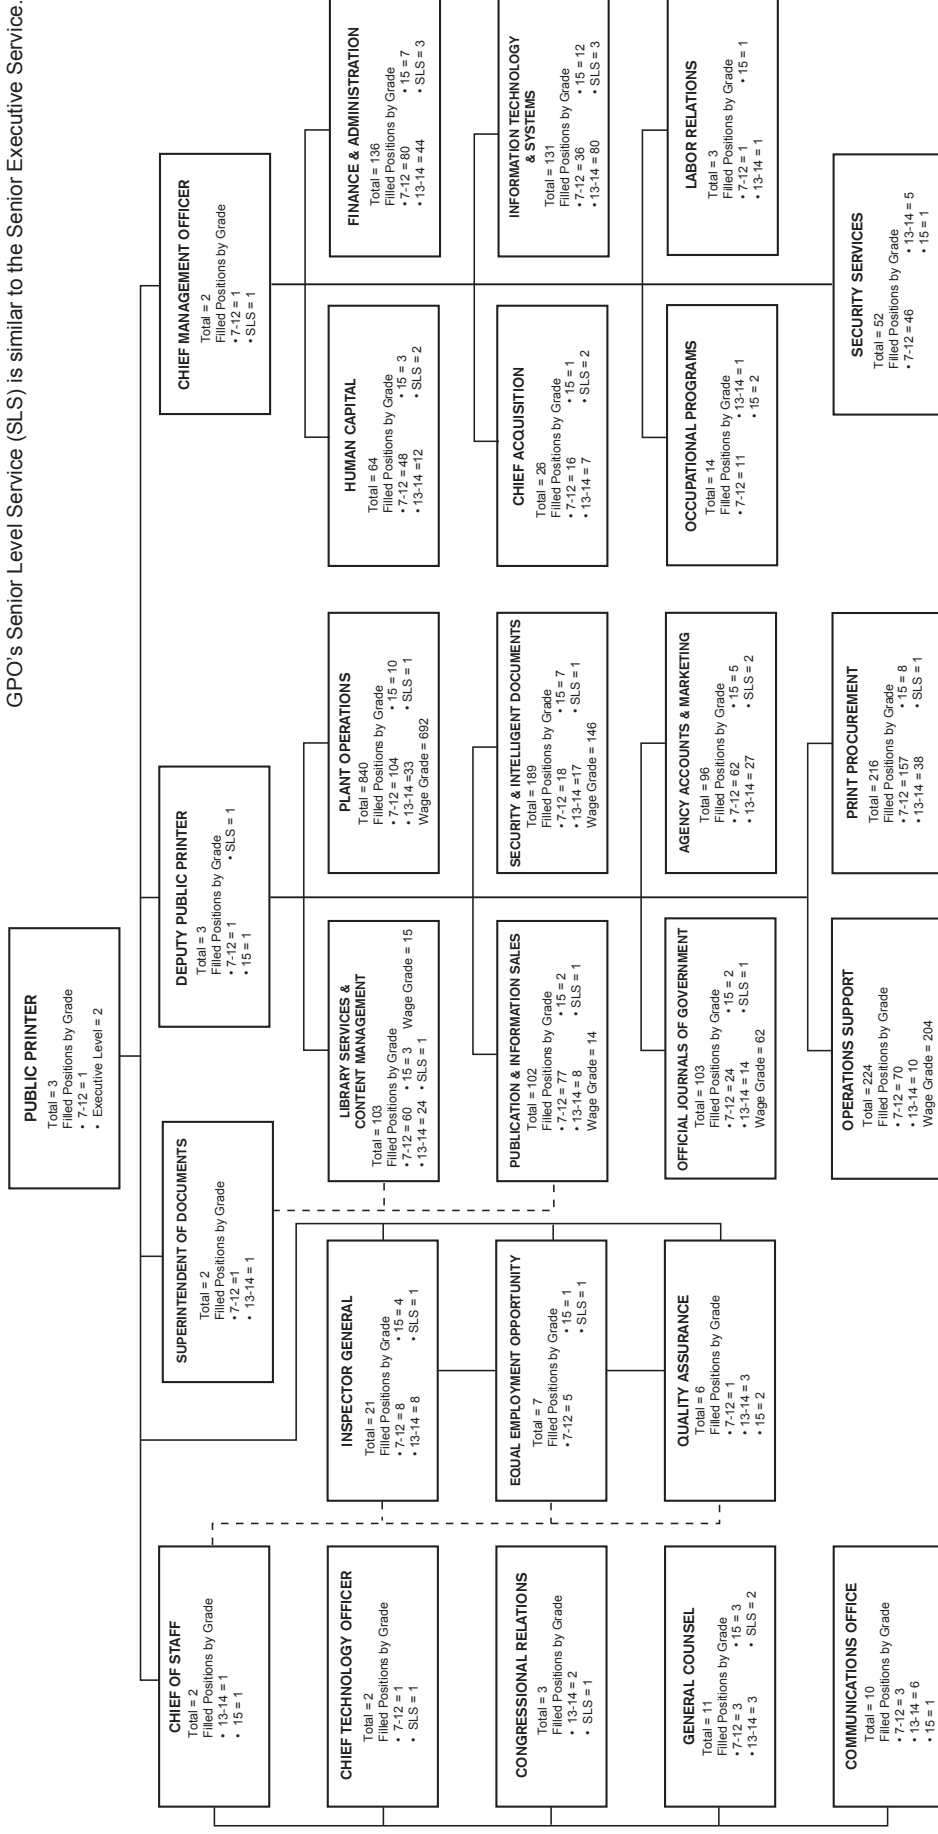 GPO's Senior Level Service (SLS) is similar to the Senior Executive Service.
PUBLIC PRINTER
Total = 3
Filled Positions by Grade
• 7-12 = 1
• Executive Level = 2
CHIEF OF STAFF
Total = 2
Filled Positions by Grade
• 13-14 = 1
• 15 = 1
SUPERINTENDENT OF DOCUMENTS
Total = 2
Filled Positions by Grade
• 7-12 =1
• 13-14 = 1
DEPUTY PUBLIC PRINTER
Total = 3
Filled Positions by Grade
• 7-12 = 1 • SLS = 1
• 15 = 1
CHIEF MANAGEMENT OFFICER
Total = 2
Filled Positions by Grade
• 7-12 = 1
• SLS = 1
CHIEF TECHNOLOGY OFFICER
Total = 2
Filled Positions by Grade
• 7-12 = 1
• SLS = 1
INSPECTOR GENERAL
Total = 21
Filled Positions by Grade
• 7-12 = 8 • 15 = 4
• 13-14 = 8 • SLS = 1
LIBRARY SERVICES &
CONTENT MANAGEMENT
Total = 103
Filled Positions by Grade
• 7-12 = 60 • 15 = 3 Wage Grade = 15
• 13-14 = 24 • SLS = 1
PLANT OPERATIONS
Total = 840
Filled Positions by Grade
• 7-12 = 104 • 15 = 10
• 13-14 =33 • SLS = 1
Wage Grade = 692
HUMAN CAPITAL
Total = 64
Filled Positions by Grade
• 7-12 = 48 • 15 = 3
• 13-14 =12 • SLS = 2
FINANCE & ADMINISTRATION
Total = 136
Filled Positions by Grade
• 7-12 = 80 • 15 = 7
• 13-14 = 44 • SLS = 3
CONGRESSIONAL RELATIONS
Total = 3
Filled Positions by Grade
• 13-14 = 2
• SLS = 1
EQUAL EMPLOYMENT OPPORTUNITY
Total = 7
Filled Positions by Grade
• 7-12 = 5 • 15 = 1
• SLS = 1
PUBLICATION & INFORMATION SALES
Total = 102
Filled Positions by Grade
• 7-12 = 77 • 15 = 2
• 13-14 = 8 • SLS = 1
Wage Grade = 14
SECURITY & INTELLIGENT DOCUMENTS
Total = 189
Filled Positions by Grade
• 7-12 = 18 • 15 = 7
• 13-14 =17 • SLS = 1
Wage Grade = 146
CHIEF ACQUISITION
Total = 26
Filled Positions by Grade
• 7-12 = 16 • 15 = 1
• 13-14 = 7 • SLS = 2
INFORMATION TECHNOLOGY
& SYSTEMS
Total = 131
Filled Positions by Grade
• 7-12 = 36 • 15 = 12
• 13-14 = 80 • SLS = 3
GENERAL COUNSEL
Total = 11
Filled Positions by Grade
• 7-12 = 3 • 15 = 3
• 13-14 = 3 • SLS = 2
QUALITY ASSURANCE
Total = 6
Filled Positions by Grade
• 7-12 = 1
• 13-14 = 3
• 15 = 2
OFFICIAL JOURNALS OF GOVERNMENT
Total = 103
Filled Positions by Grade
• 7-12 = 24 • 15 = 2
• 13-14 = 14 • SLS = 1
Wage Grade = 62
AGENCY ACCOUNTS & MARKETING
Total = 96
Filled Positions by Grade
• 7-12 = 62 • 15 = 5
• 13-14 = 27 • SLS = 2
OCCUPATIONAL PROGRAMS
Total = 14
Filled Positions by Grade
• 7-12 = 11 • 13-14 = 1
• 15 = 2
LABOR RELATIONS
Total = 3
Filled Positions by Grade
• 7-12 = 1 • 15 = 1
• 13-14 = 1
COMMUNICATIONS OFFICE
Total = 10
Filled Positions by Grade
• 7-12 = 3
• 13-14 = 6
• 15 = 1
OPERATIONS SUPPORT
Total = 224
Filled Positions by Grade
• 7-12 = 70
• 13-14 = 10
Wage Grade = 204
PRINT PROCUREMENT
Total = 216
Filled Positions by Grade
• 7-12 = 157 • 15 = 8
• 13-14 = 38 • SLS = 1
SECURITY SERVICES
Total = 52
Filled Positions by Grade
• 7-12 = 46 • 13-14 = 5
• 15 = 1